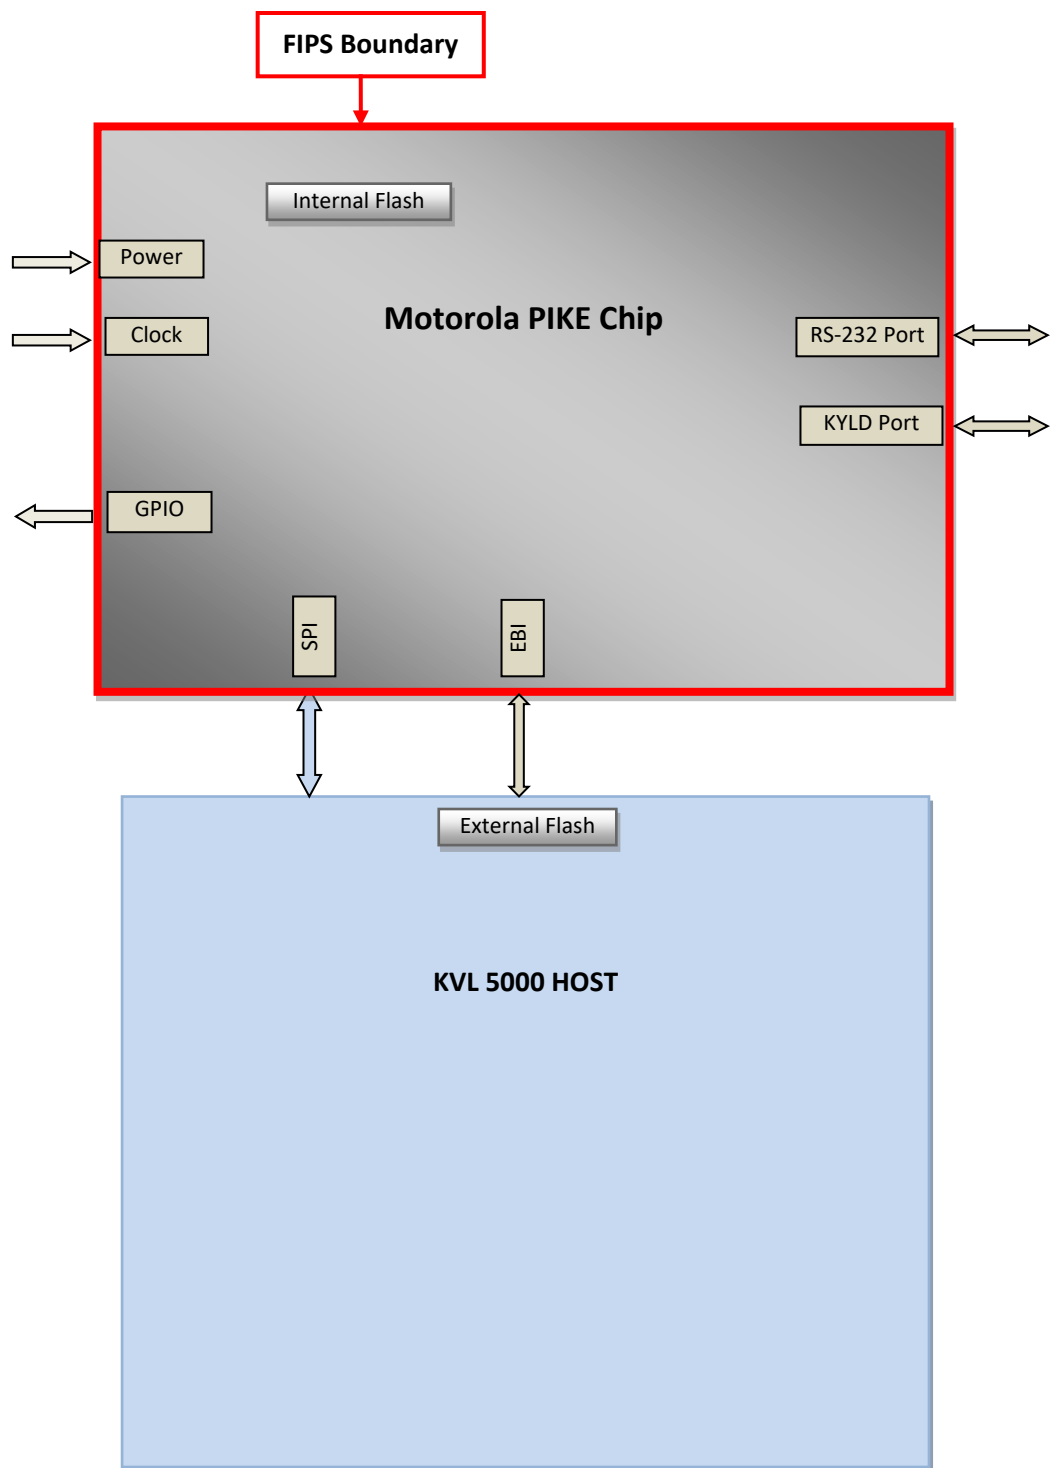 FIPS Boundary
Internal Flash
Power
Motorola PIKE Chip
Clock
RS-232 Port
KYLD Port
GPIO
SPI
EBI
External Flash
KVL 5000 HOST